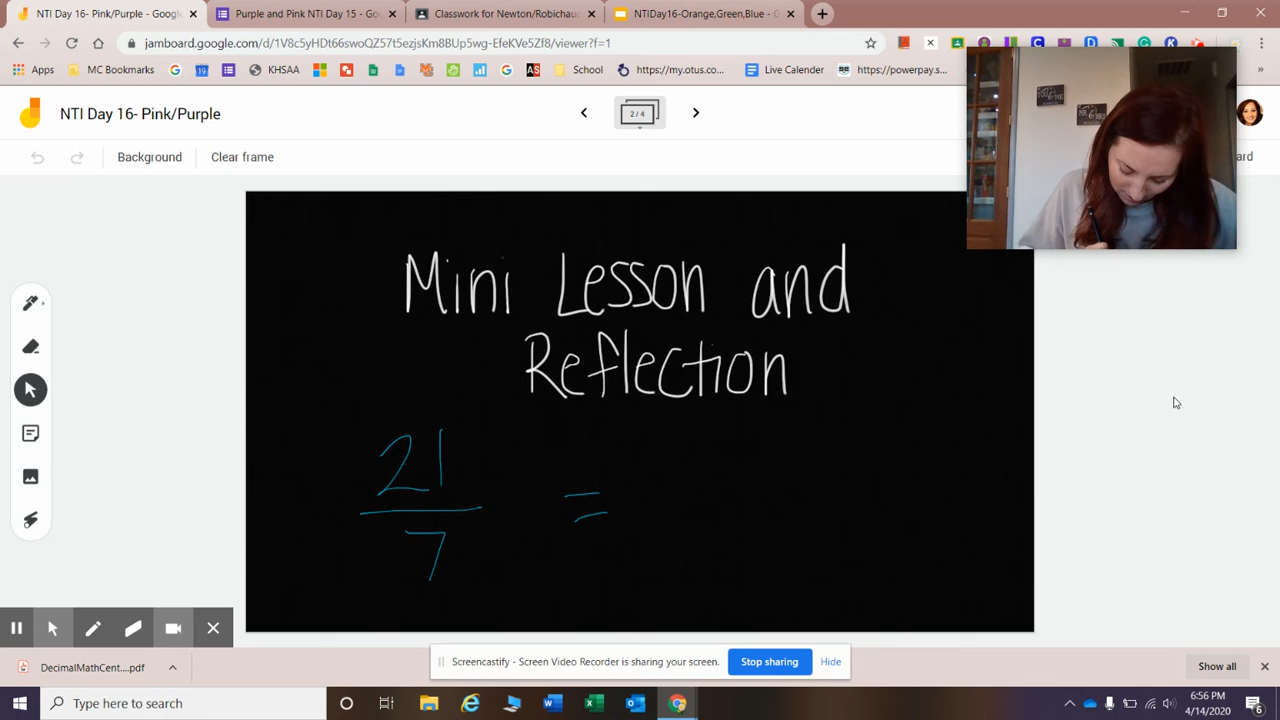 NTI Day 16- Pink/Purple - Google
Purple and Pink NTI Day 15 - Goo
Classwork for Newton/Robichau
NTIDay16-Orange,Green,Blue - G
jamboard.google.com/d/1V8c5yHDt66swoQZ57t5ezjsKm8BUp5wg-EfeKVe5Zf8/viewer?f=1
Apps MC Bookmarks KHSAA School https://my.otus.co... Live Calender https://powerpay.s...
NTI Day 16- Pink/Purple
2 / 4
Background Clear frame
Mini Lesson and
Reflection
21
=
7
Screencastify - Screen Video Recorder is sharing your screen. Stop sharing Hide
DecimalMathCent....pdf
Show all
Type here to search
6:56 PM
4/14/2020
6